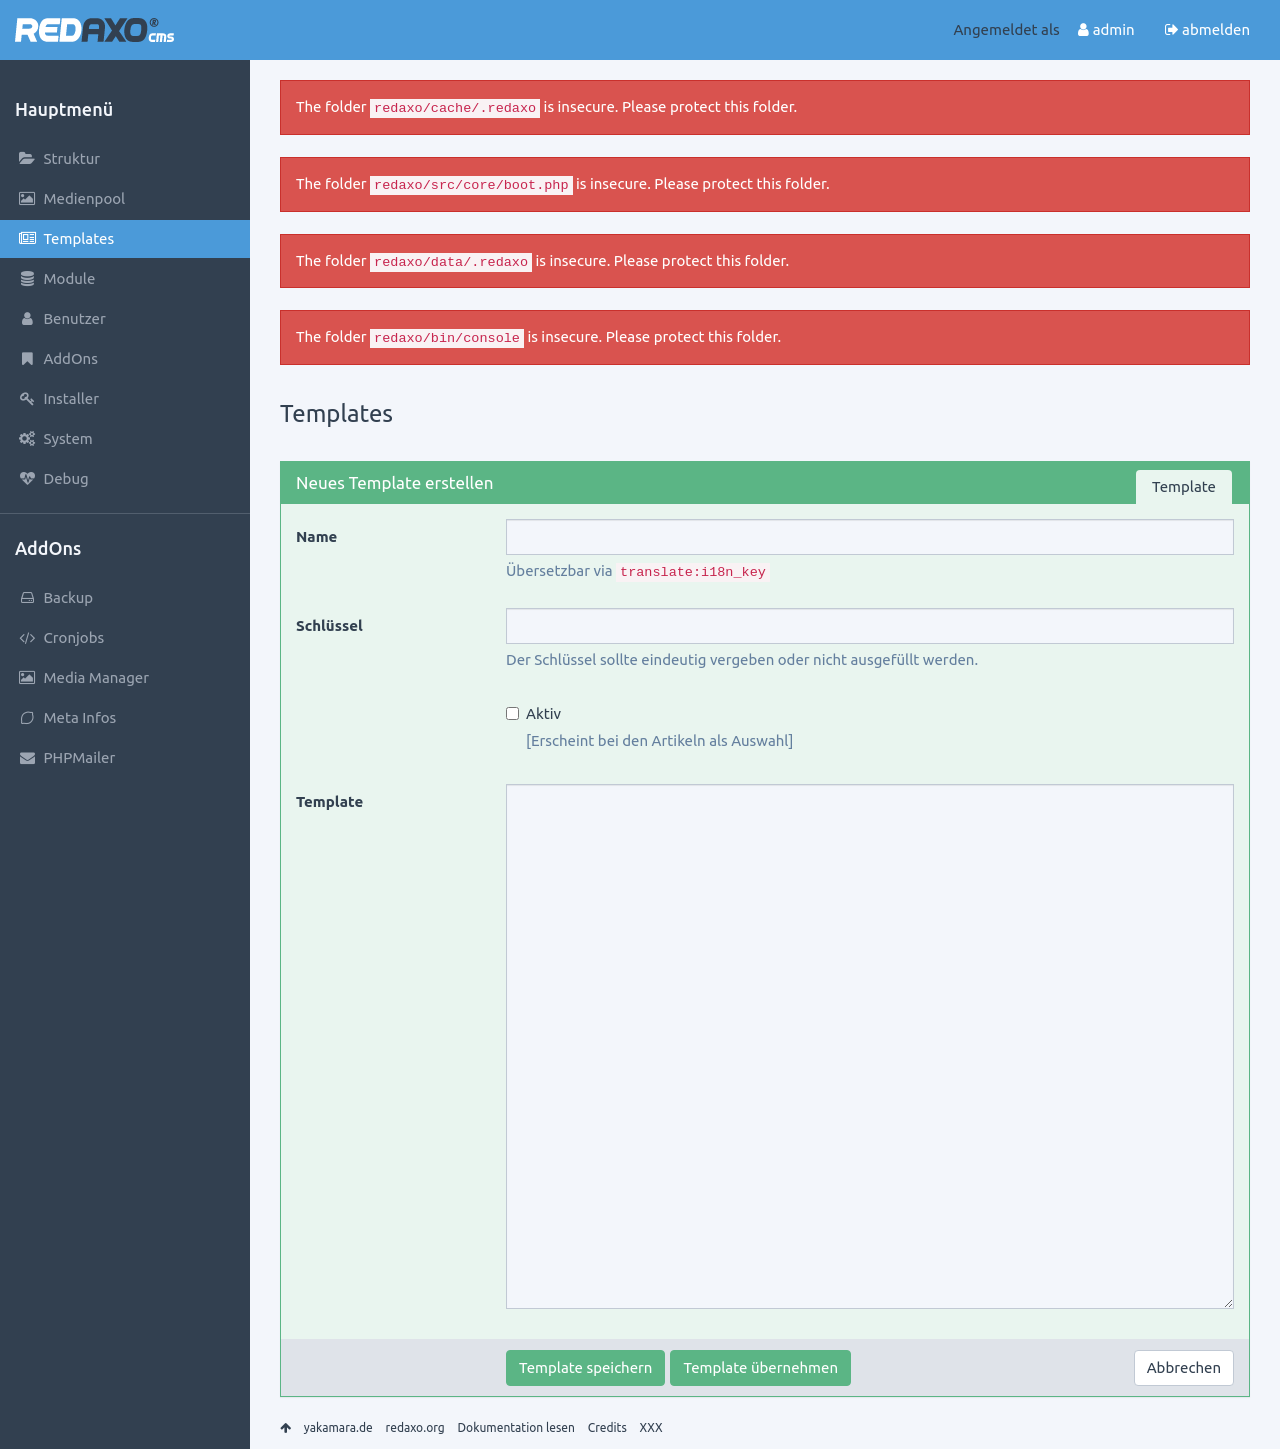 REDAXO® cms
Angemeldet als admin abmelden
Hauptmenü
Struktur
Medienpool
Templates
Module
Benutzer
AddOns
Installer
System
Debug
AddOns
Backup
Cronjobs
Media Manager
Meta Infos
PHPMailer
The folder redaxo/cache/.redaxo is insecure. Please protect this folder.
The folder redaxo/src/core/boot.php is insecure. Please protect this folder.
The folder redaxo/data/.redaxo is insecure. Please protect this folder.
The folder redaxo/bin/console is insecure. Please protect this folder.
Templates
Neues Template erstellen
Template
Name
Übersetzbar via translate:i18n_key
Schlüssel
Der Schlüssel sollte eindeutig vergeben oder nicht ausgefüllt werden.
Aktiv
[Erscheint bei den Artikeln als Auswahl]
Template
Template speichern Template übernehmen Abbrechen
yakamara.de redaxo.org Dokumentation lesen Credits XXX